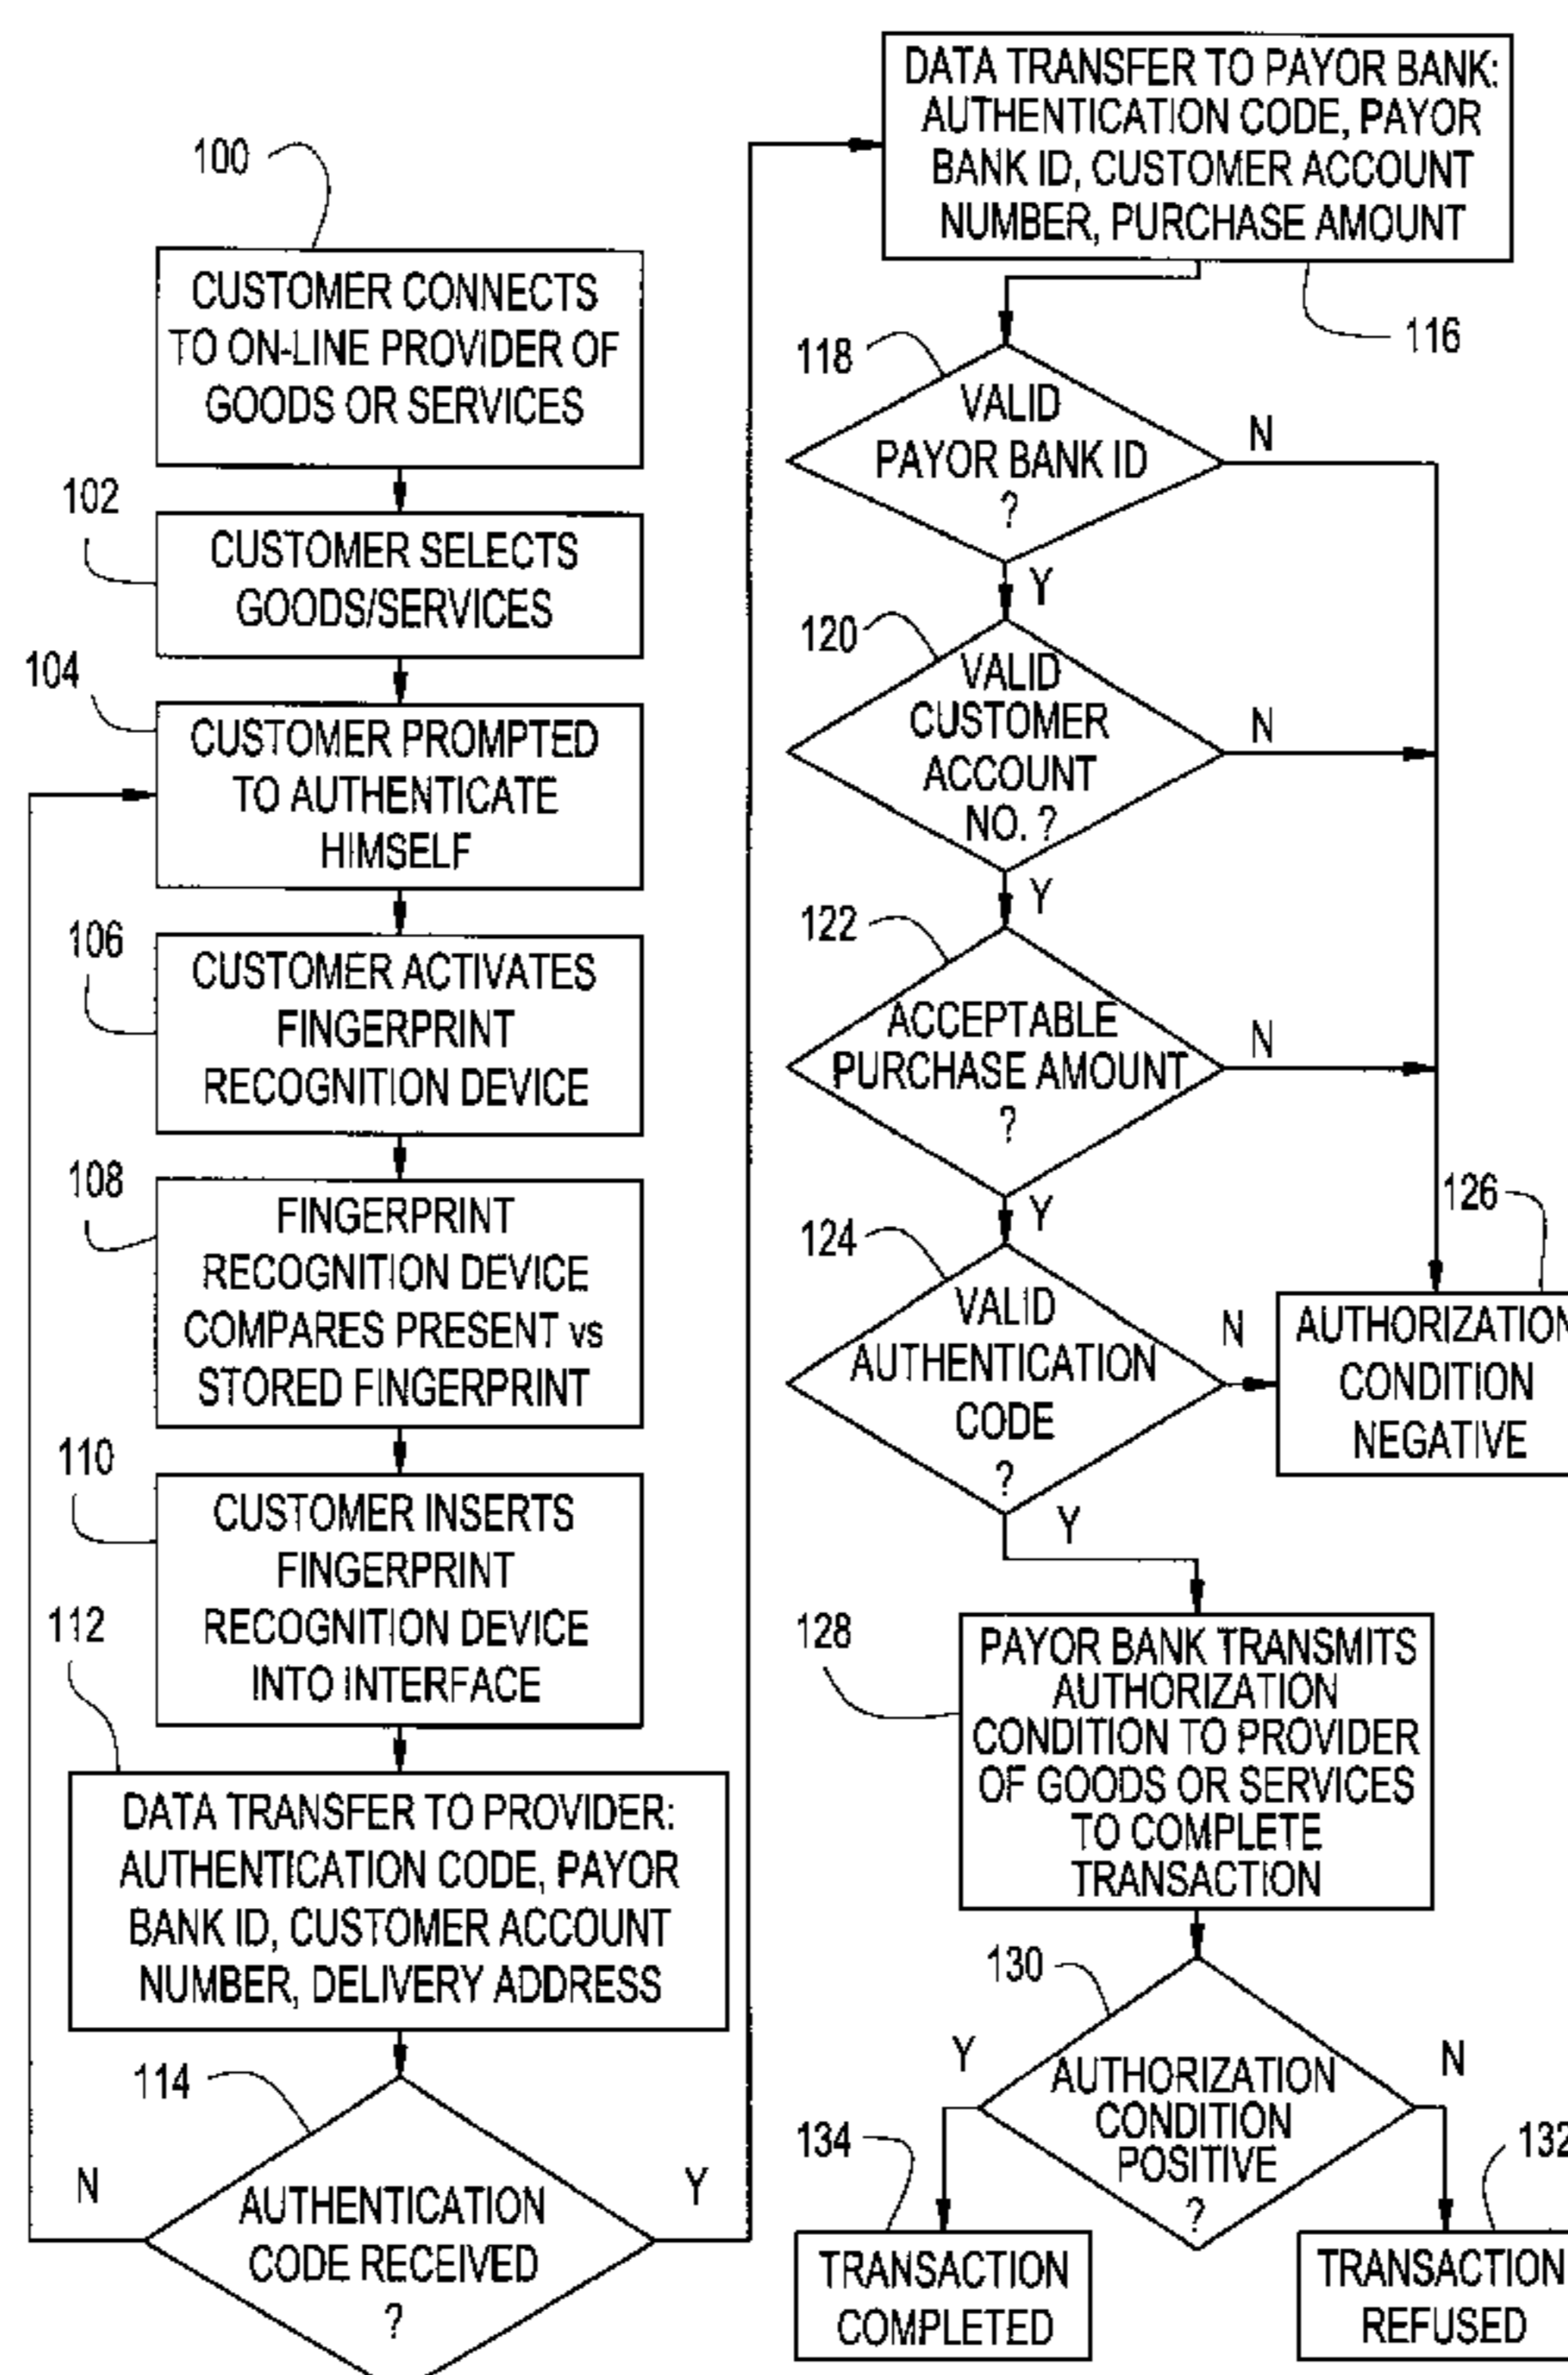 100
CUSTOMER CONNECTS
TO ON-LINE PROVIDER OF
GOODS OR SERVICES
102
CUSTOMER SELECTS
GOODS/SERVICES
104
CUSTOMER PROMPTED
TO AUTHENTICATE
HIMSELF
106
CUSTOMER ACTIVATES
FINGERPRINT
RECOGNITION DEVICE
108
FINGERPRINT
RECOGNITION DEVICE
COMPARES PRESENT vs
STORED FINGERPRINT
110
CUSTOMER INSERTS
FINGERPRINT
RECOGNITION DEVICE
INTO INTERFACE
112
DATA TRANSFER TO PROVIDER:
AUTHENTICATION CODE, PAYOR
BANK ID, CUSTOMER ACCOUNT
NUMBER, DELIVERY ADDRESS
114
N
Y
AUTHENTICATION
CODE RECEIVED
?
DATA TRANSFER TO PAYOR BANK:
AUTHENTICATION CODE, PAYOR
BANK ID, CUSTOMER ACCOUNT
NUMBER, PURCHASE AMOUNT
116
118
VALID
PAYOR BANK ID
?
N
Y
120
VALID
CUSTOMER
ACCOUNT
NO. ?
N
Y
122
ACCEPTABLE
PURCHASE AMOUNT
?
N
Y
124
VALID
AUTHENTICATION
CODE
?
N
Y
126
AUTHORIZATION
CONDITION
NEGATIVE
128
PAYOR BANK TRANSMITS
AUTHORIZATION
CONDITION TO PROVIDER
OF GOODS OR SERVICES
TO COMPLETE
TRANSACTION
130
Y
N
AUTHORIZATION
CONDITION
POSITIVE
?
134
TRANSACTION
COMPLETED
132
TRANSACTION
REFUSED